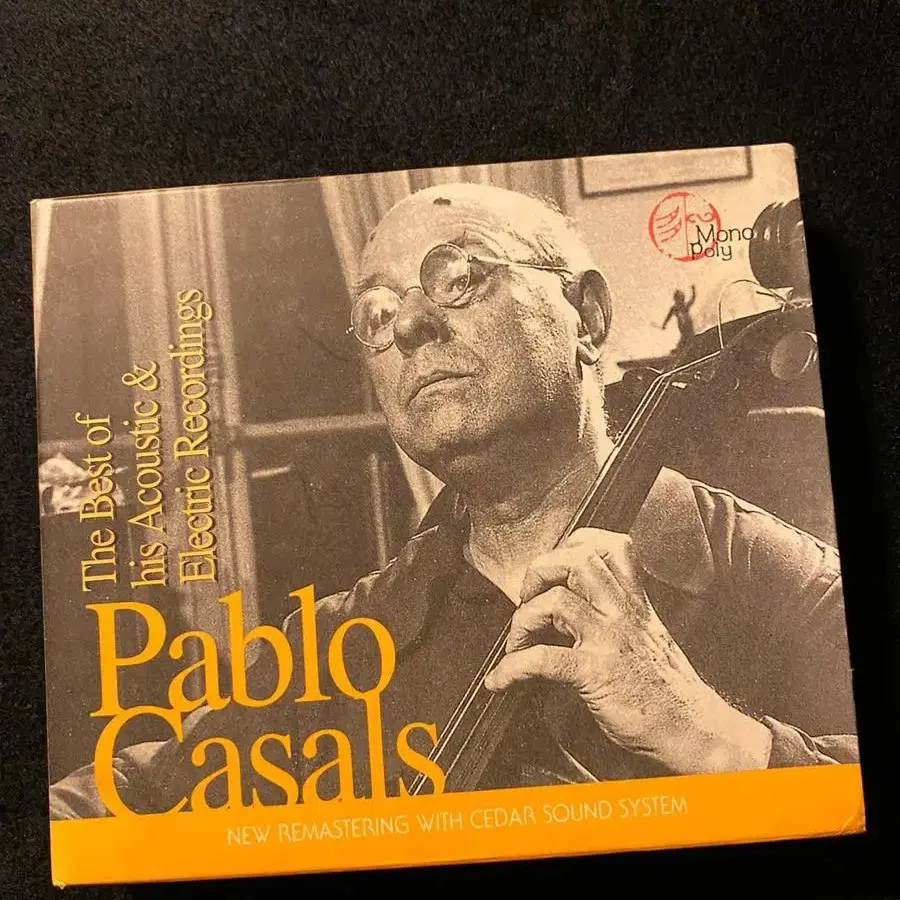 Mono
Poly
The Best of
his Acoustic &
Electric Recordings
Pablo
Casals
NEW REMASTERING WITH CEDAR SOUND SYSTEM